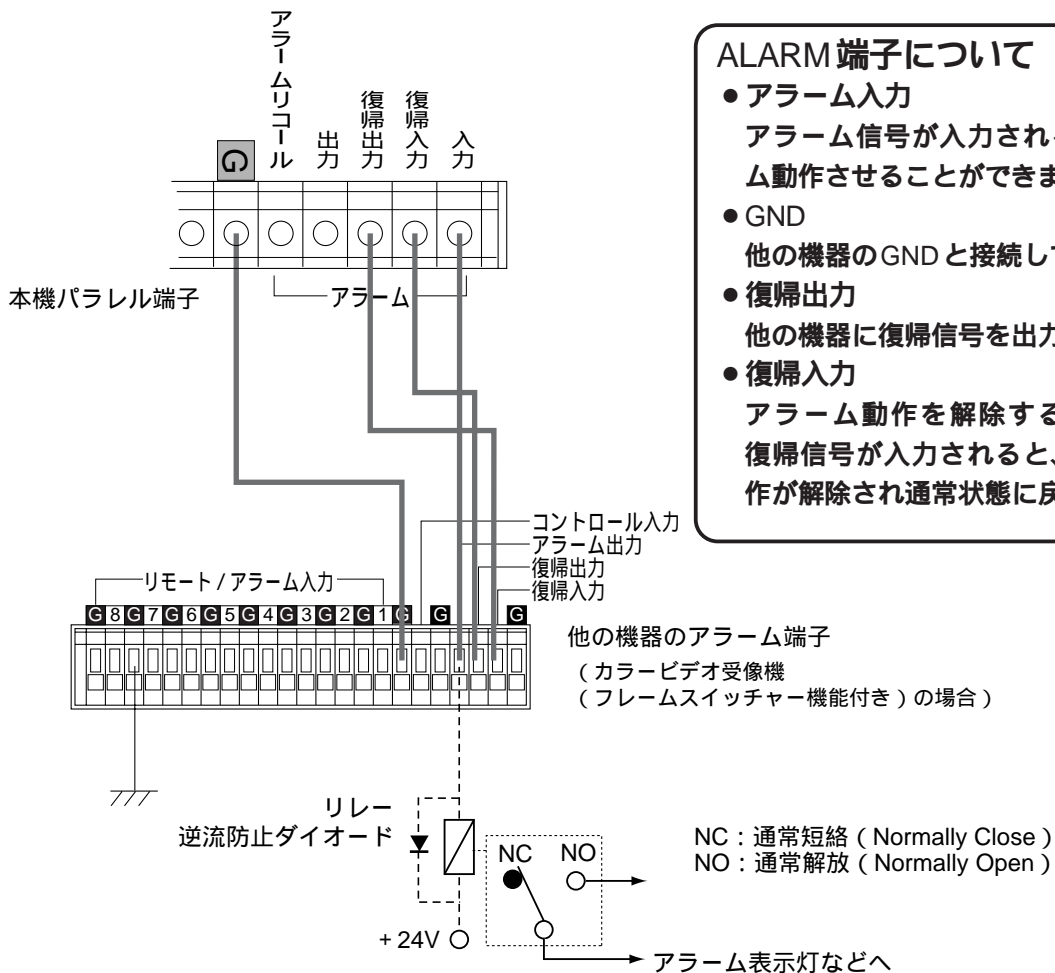 アラームリコール
出力
復帰出力
復帰入力
入力
G
本機パラレル端子
アラーム
ALARM 端子について
● アラーム入力
アラーム信号が入力され
ム動作させることができま
● GND
他の機器のGNDと接続して
● 復帰出力
他の機器に復帰信号を出力
● 復帰入力
アラーム動作を解除する
復帰信号が入力されると、
作が解除され通常状態に戻
コントロール入力
アラーム出力
復帰出力
復帰入力
リモート / アラーム入力
G 8 G 7 G 6 G 5 G 4 G 3 G 2 G 1 G G G
他の機器のアラーム端子
（カラービデオ受像機
（フレームスイッチャー機能付き）の場合）
リレー
逆流防止ダイオード
NC NO
+24V
NC：通常短絡（Normally Close）
NO：通常解放（Normally Open）
アラーム表示灯などへ